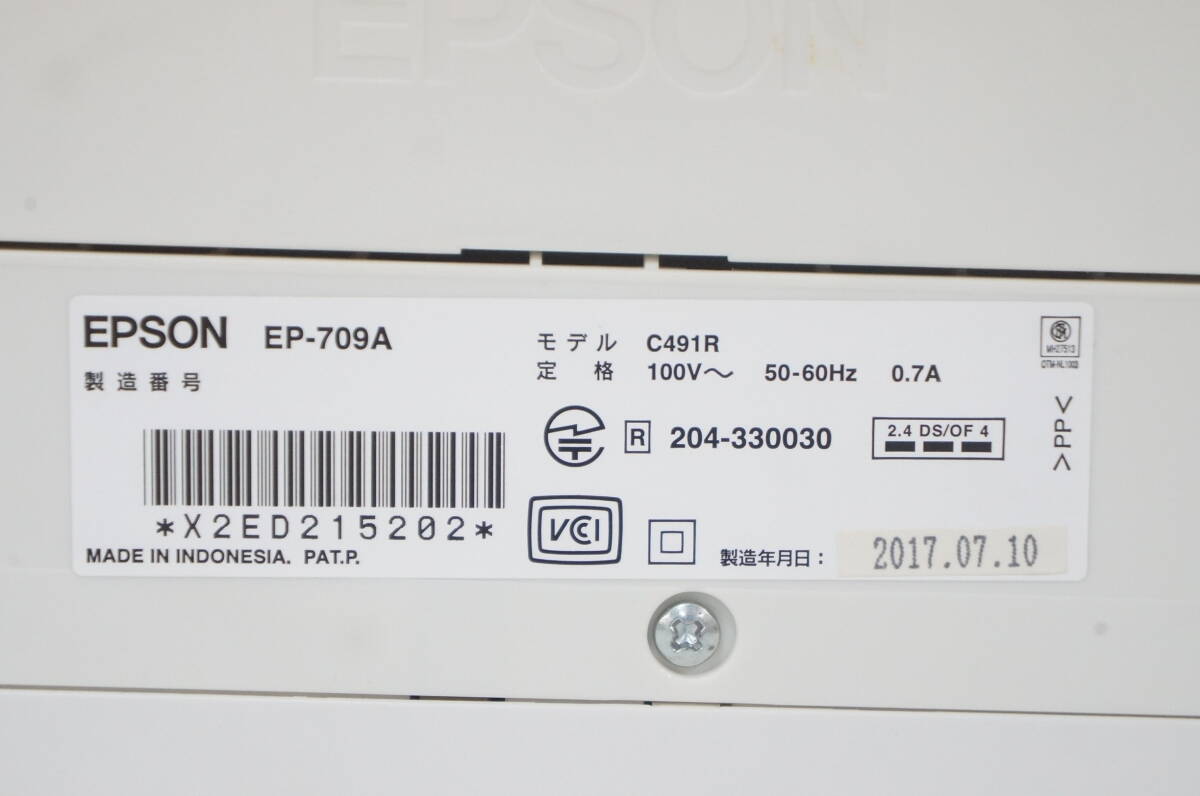 EPSON
EPSON EP-709A
製造番号
*X2ED215202*
MADE IN INDONESIA. PAT.P.
モデル C491R
定格 100V～ 50-60Hz 0.7A
R 204-330030
2.4 DS/OF 4
VCCI
製造年月日： 2017.07.10
MH27513
>PP<